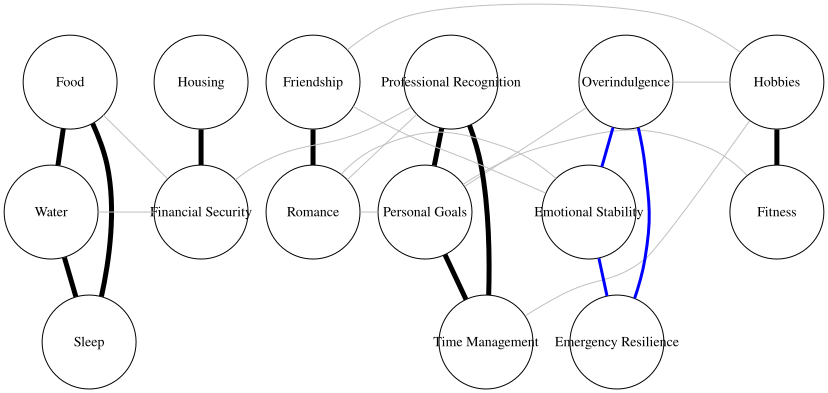 Food
Housing
Friendship
Professional Recognition
Overindulgence
Hobbies
Water
Financial Security
Romance
Personal Goals
Emotional Stability
Fitness
Sleep
Time Management
Emergency Resilience